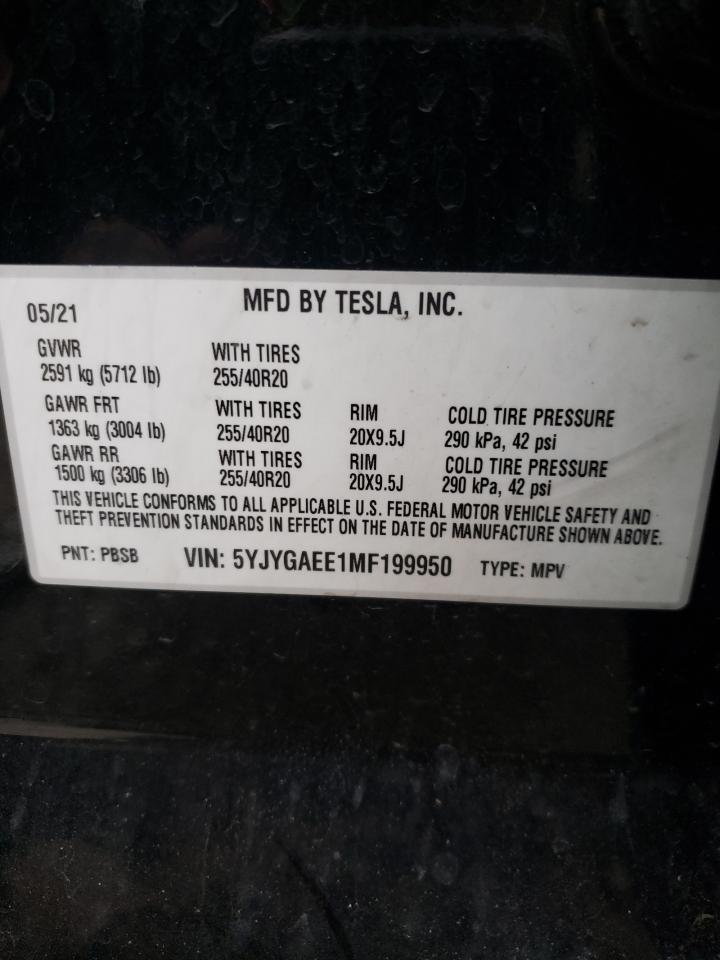 05/21 MFD BY TESLA, INC.
GVWR WITH TIRES
2591 kg (5712 lb) 255/40R20
GAWR FRT WITH TIRES RIM COLD TIRE PRESSURE
1363 kg (3004 lb) 255/40R20 20X9.5J 290 kPa, 42 psi
GAWR RR WITH TIRES RIM COLD TIRE PRESSURE
1500 kg (3306 lb) 255/40R20 20X9.5J 290 kPa, 42 psi
THIS VEHICLE CONFORMS TO ALL APPLICABLE U.S. FEDERAL MOTOR VEHICLE SAFETY AND
THEFT PREVENTION STANDARDS IN EFFECT ON THE DATE OF MANUFACTURE SHOWN ABOVE.
PNT: PBSB VIN: 5YJYGAEE1MF199950 TYPE: MPV